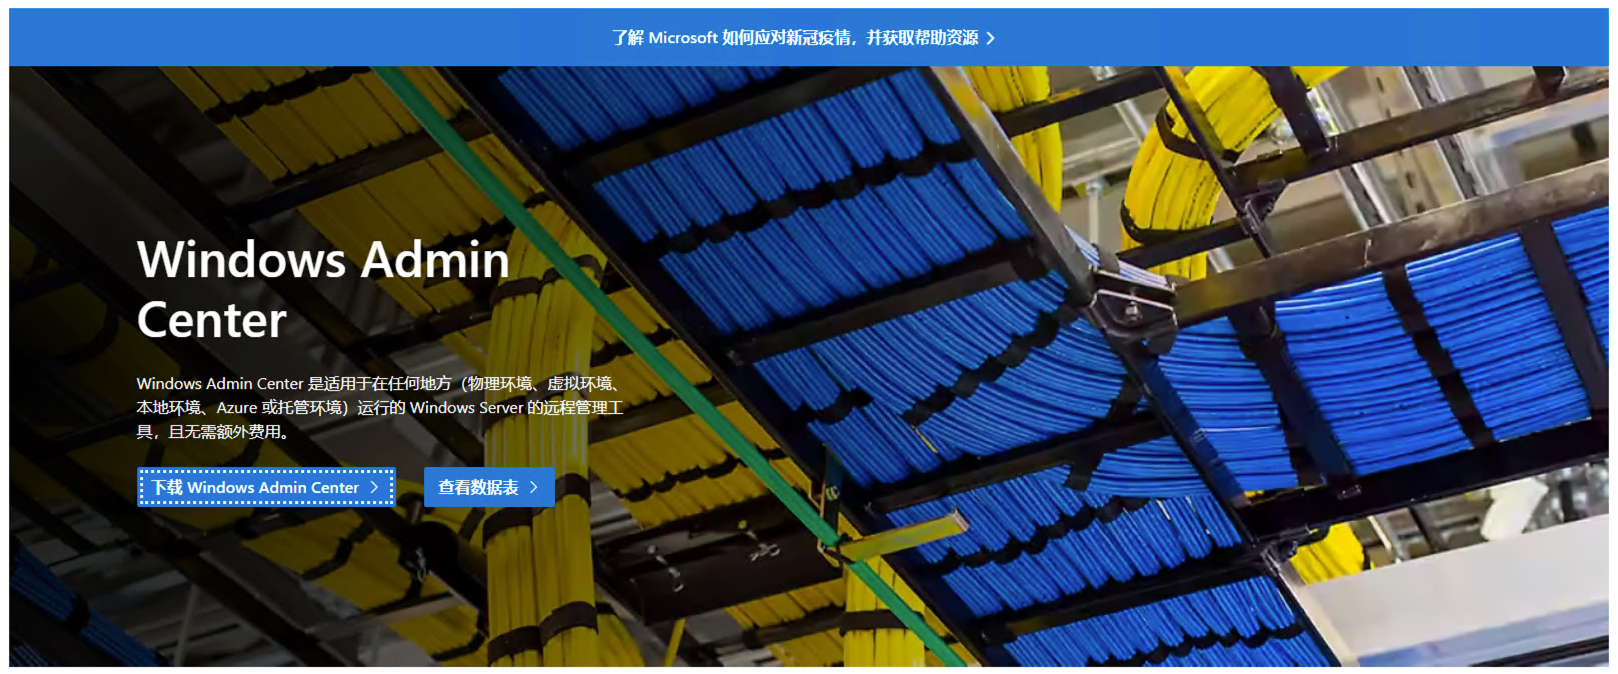 了解 Microsoft 如何应对新冠疫情，并获取帮助资源
Windows Admin
Center
Windows Admin Center 是适用于在任何地方（物理环境、虚拟环境、
本地环境、Azure 或托管环境）运行的 Windows Server 的远程管理工
具，且无需额外费用。
下载 Windows Admin Center
查看数据表